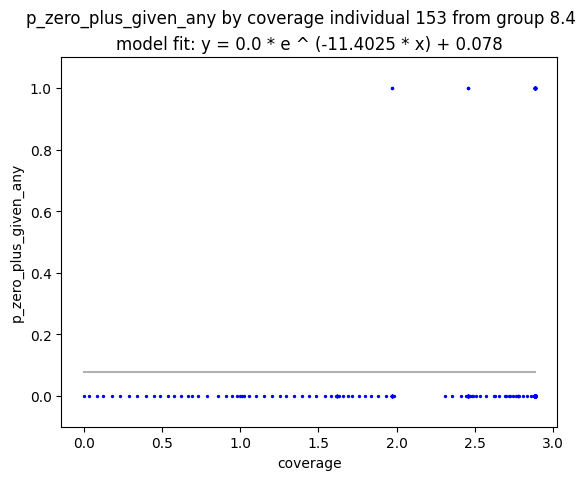 p_zero_plus_given_any by coverage individual 153 from group 8.4
model fit: y = 0.0 * e ^ (-11.4025 * x) + 0.078
1.0
0.8
0.6
0.4
0.2
0.0
p_zero_plus_given_any
0.0 0.5 1.0 1.5 2.0 2.5 3.0
coverage